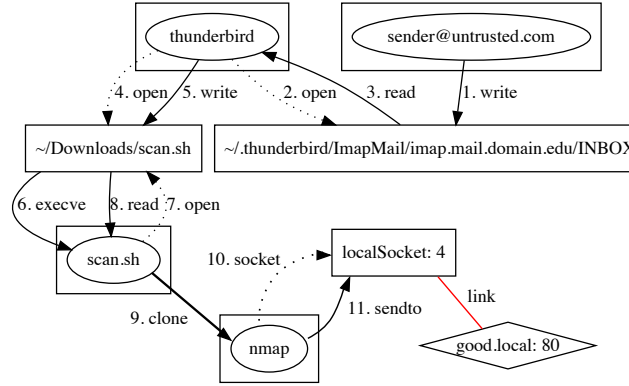 thunderbird
sender@untrusted.com
4. open
5. write
2. open
3. read
1. write
~/Downloads/scan.sh
~/.thunderbird/ImapMail/imap.mail.domain.edu/INBOX
6. execve
8. read
7. open
scan.sh
10. socket
localSocket: 4
9. clone
11. sendto
link
nmap
good.local: 80